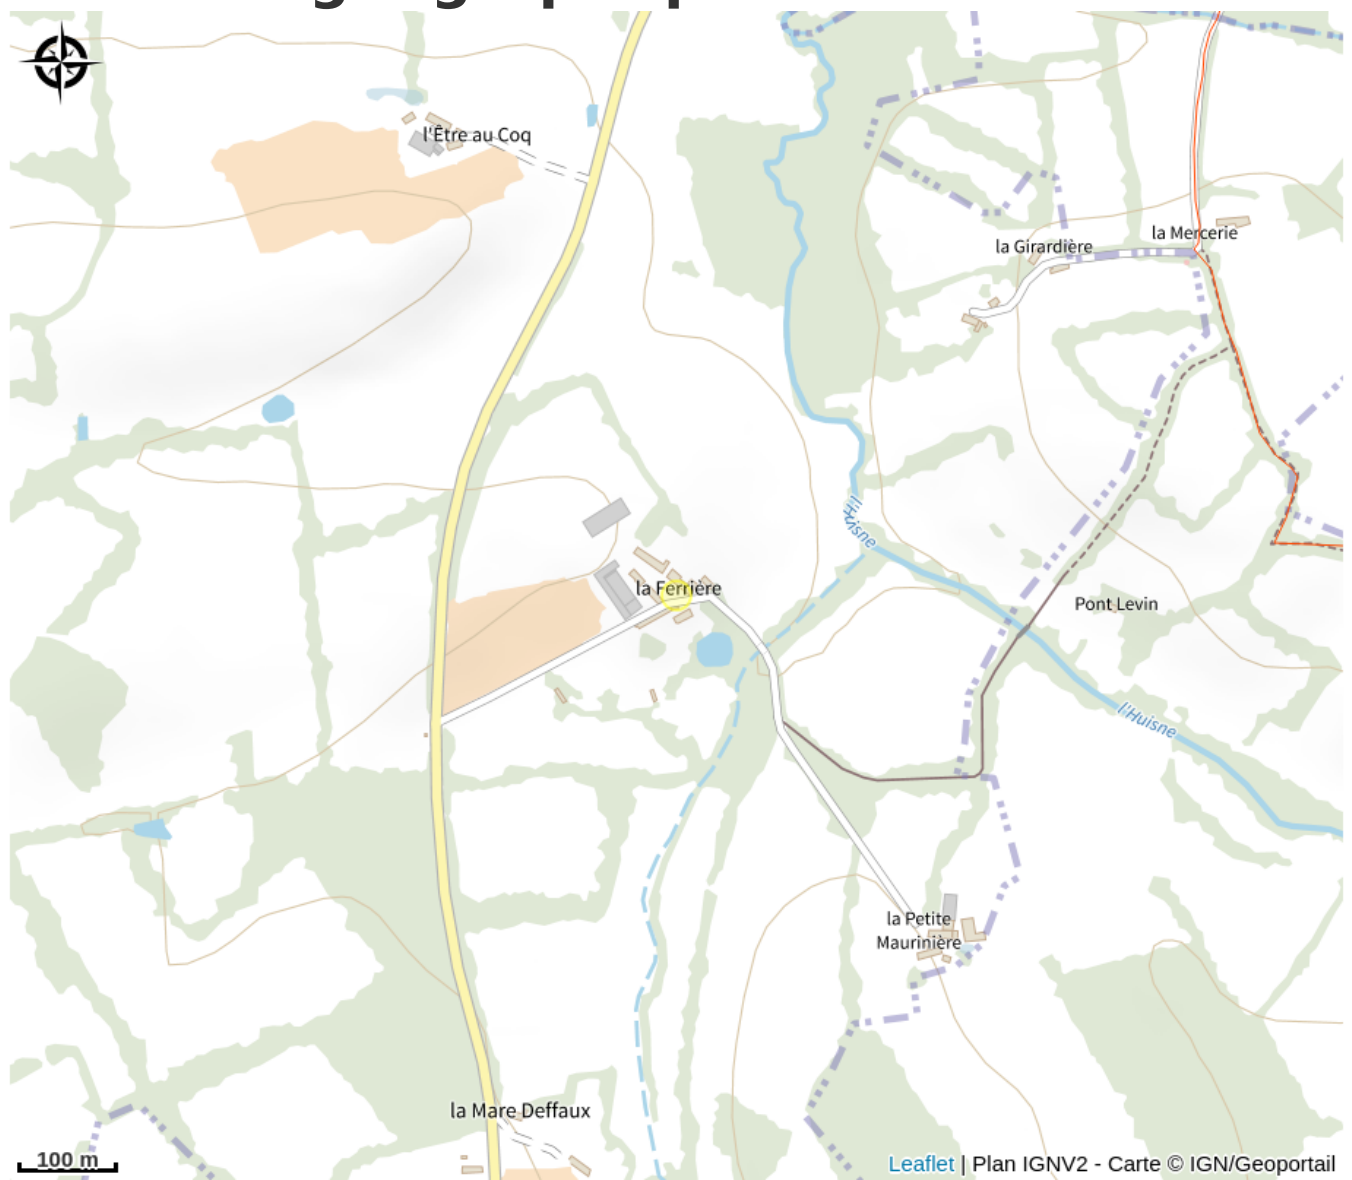 l'Être au Coq
la Mercerie
la Girardière
l'Huisne
la Ferrière
Pont Levin
l'Huisne
la Petite
Maurinière
la Mare Deffaux
100 m
Leaflet | Plan IGNV2 - Carte © IGN/Geoportail